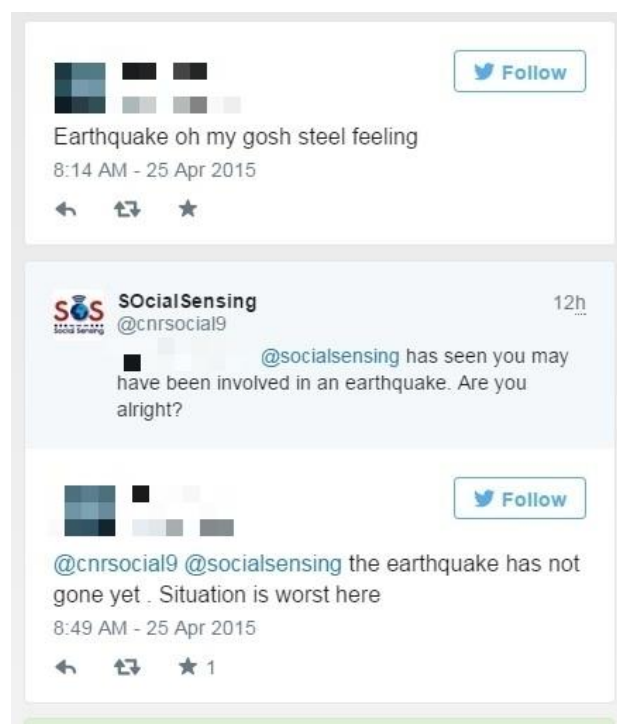 Follow
Earthquake oh my gosh steel feeling
8:14 AM - 25 Apr 2015
SOS
Social Sensing
SOcialSensing
12h
@cnrsocial9
@socialsensing has seen you may
have been involved in an earthquake. Are you
alright?
Follow
@cnrsocial9 @socialsensing the earthquake has not
gone yet . Situation is worst here
8:49 AM - 25 Apr 2015
1